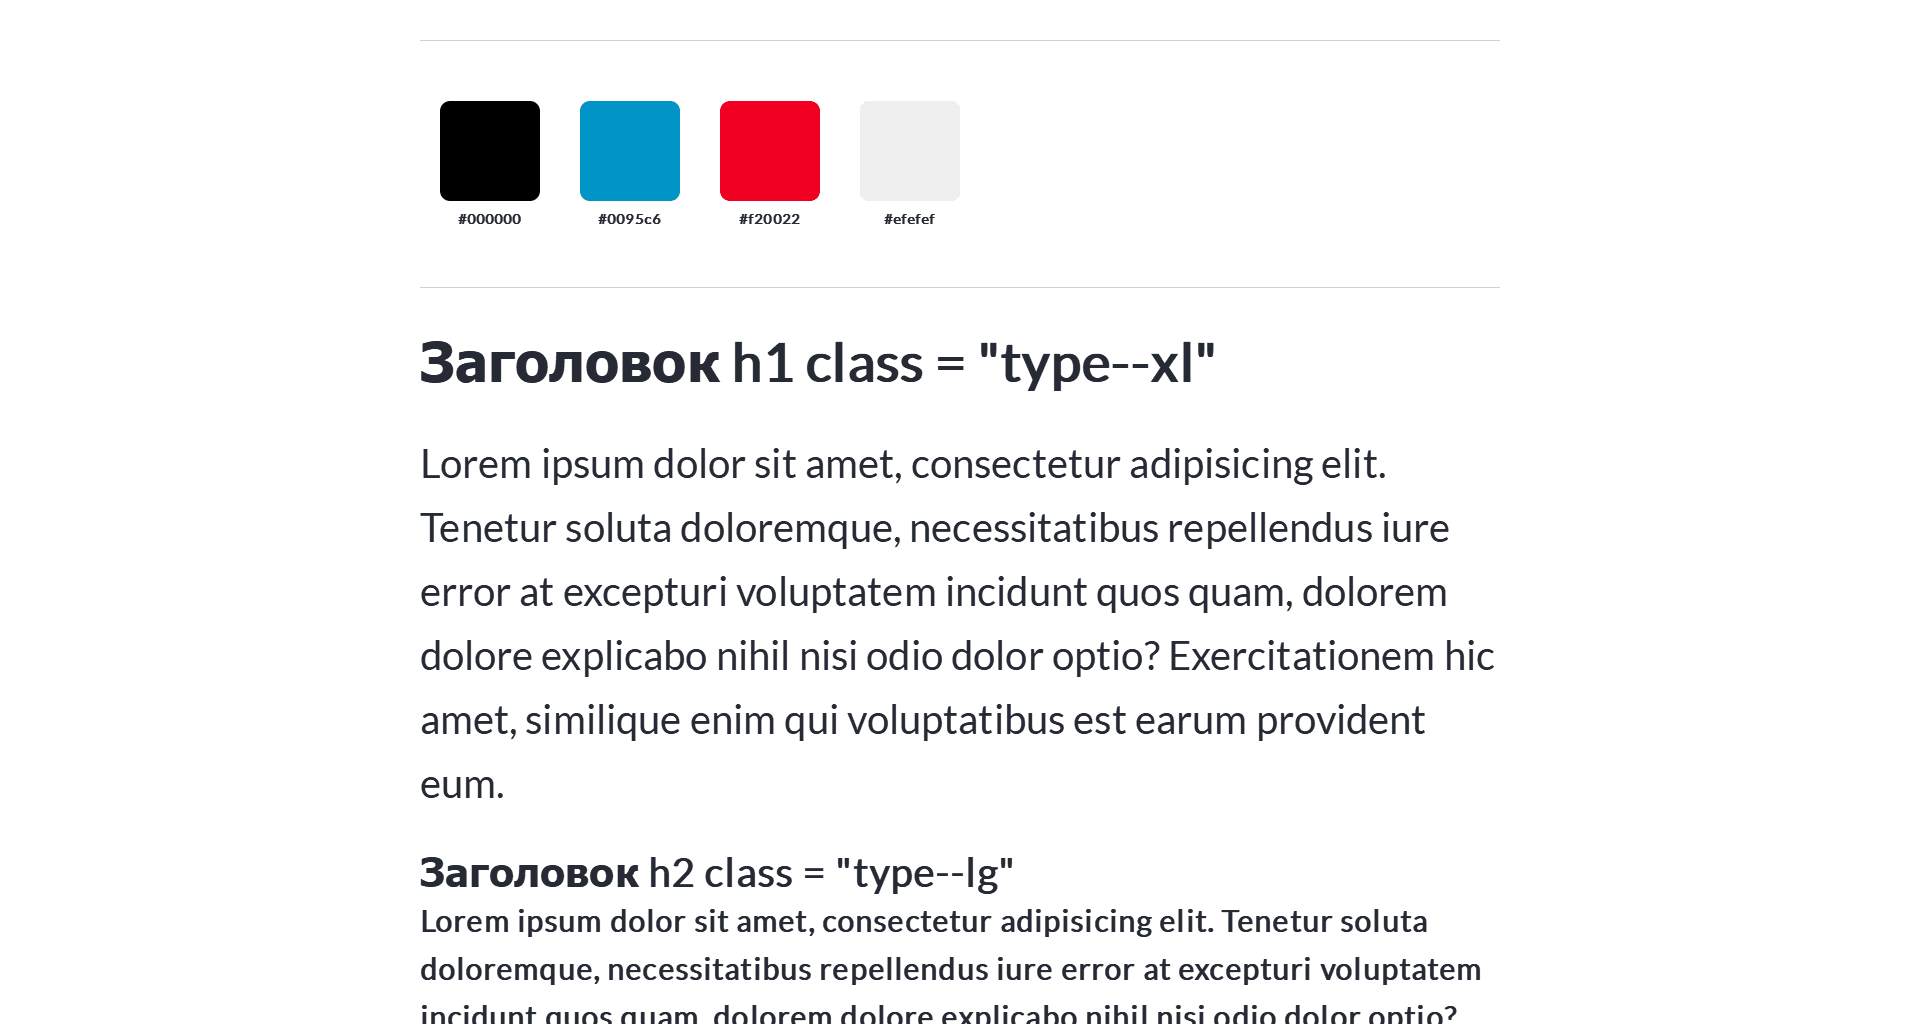 #000000 #0095c6 #f20022 #efefef
Заголовок h1 class = "type--xl"
Lorem ipsum dolor sit amet, consectetur adipisicing elit.
Tenetur soluta doloremque, necessitatibus repellendus iure
error at excepturi voluptatem incidunt quos quam, dolorem
dolore explicabo nihil nisi odio dolor optio? Exercitationem hic
amet, similique enim qui voluptatibus est earum provident
eum.
Заголовок h2 class = "type--lg"
Lorem ipsum dolor sit amet, consectetur adipisicing elit. Tenetur soluta
doloremque, necessitatibus repellendus iure error at excepturi voluptatem
incidunt quos quam, dolorem dolore explicabo nihil nisi odio dolor optio?